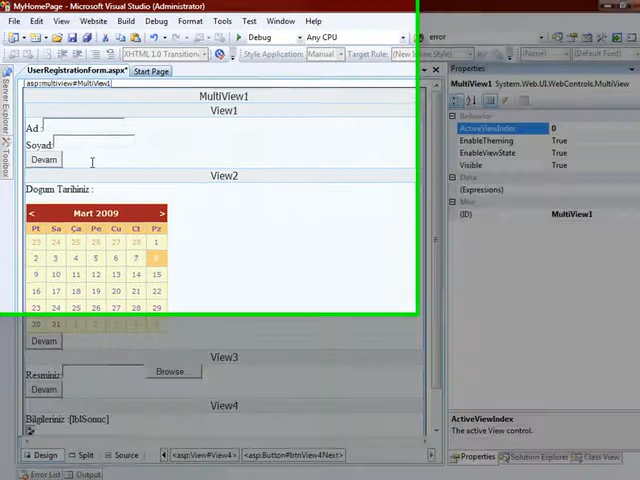 MyHomePage - Microsoft Visual Studio (Administrator)
File Edit View Website Build Debug Format Tools Window Help
Debug Any CPU error
XHTML 1.0 Transition Style Application: Manual Target Rule: (New Inline Style) (None) (Default Font)
UserRegistrationForm.aspx* Start Page
Server Explorer
Toolbox
asp:multiview#MultiView1
MultiView1
View1
Ad :
Soyad:
Devam
View2
Dogum Tarihiniz :
< Mart 2009 >
Pt Sa Ça Pe Cu Ct Pz
23 24 25 26 27 28 1
2 3 4 5 6 7 8
9 10 11 12 13 14 15
16 17 18 19 20 21 22
23 24 25 26 27 28 29
30 31
Devam
View3
Resminiz: Browse...
Devam
View4
Bilgileriniz :[lblSonuc]
Design Split Source <asp:View#View4> <asp:Button#btnView4Next>
Error List Output
Properties
MultiView1 System.Web.UI.WebControls.MultiView
Behavior
ActiveViewIndex 0
EnableTheming True
EnableViewState True
Visible True
Data
(Expressions)
Misc
(ID) MultiView1
ActiveViewIndex
The active View control.
Properties Solution Explorer Class View